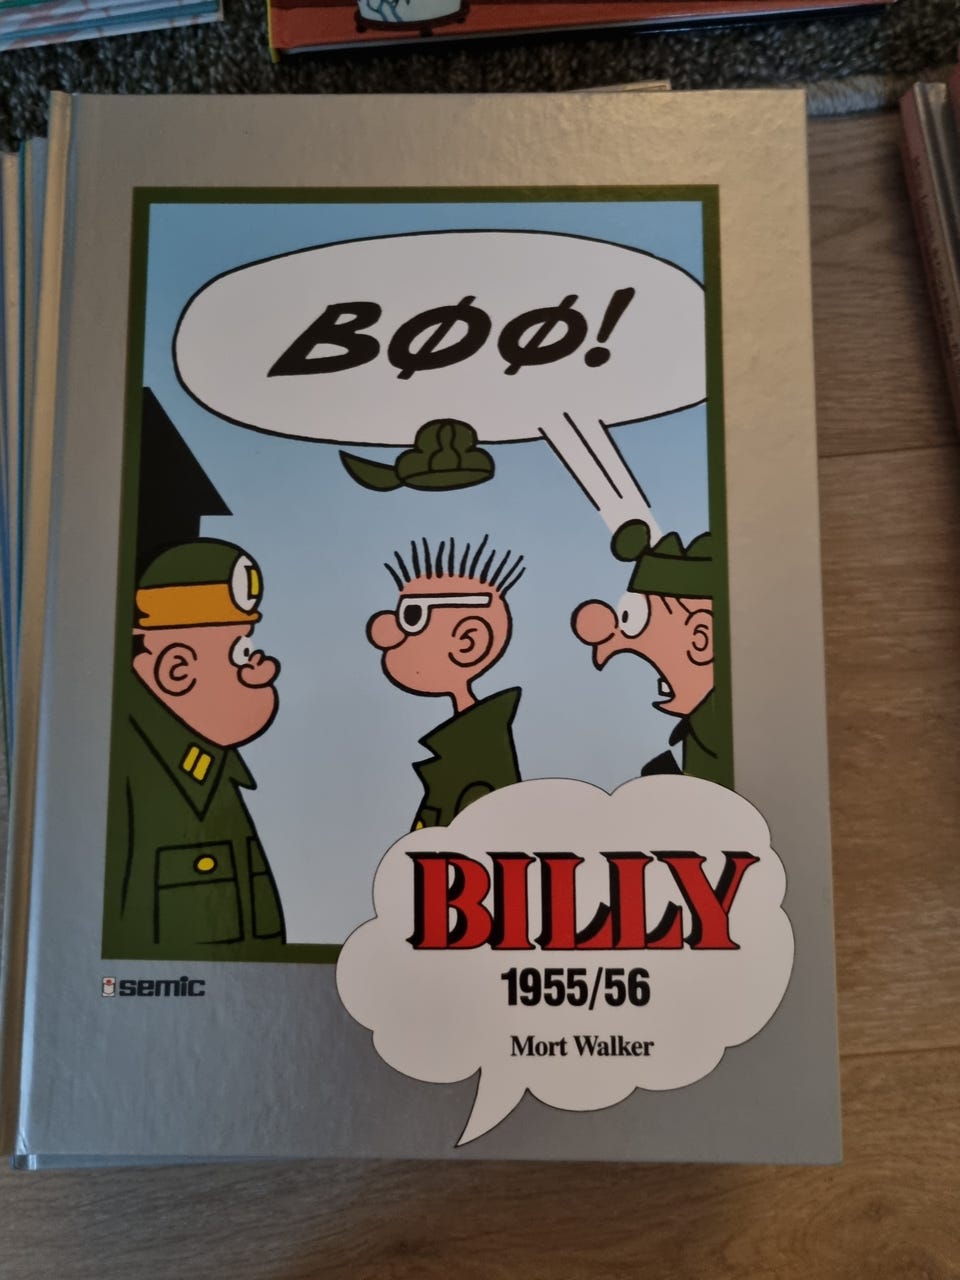 BØØ!
BILLY
1955/56
Mort Walker
semic